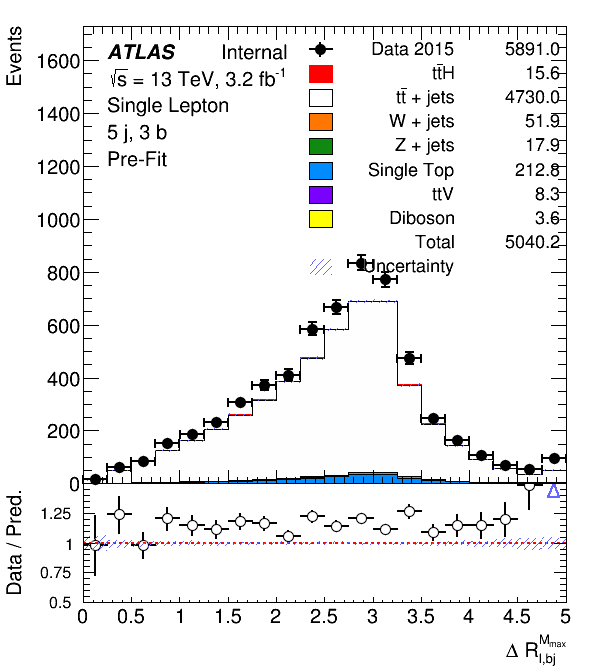 Events
ATLAS Internal
√s = 13 TeV, 3.2 fb⁻¹
Single Lepton
5 j, 3 b
Pre-Fit
Data 2015 5891.0
tt̄H 15.6
tt̄ + jets 4730.0
W + jets 51.9
Z + jets 17.9
Single Top 212.8
ttV 8.3
Diboson 3.6
Total 5040.2
Uncertainty
1600
1400
1200
1000
800
600
400
200
0
Data / Pred.
1.25
1
0.75
0.5
0 0.5 1 1.5 2 2.5 3 3.5 4 4.5 5
Δ R_{l,bj}^{M_{max}}